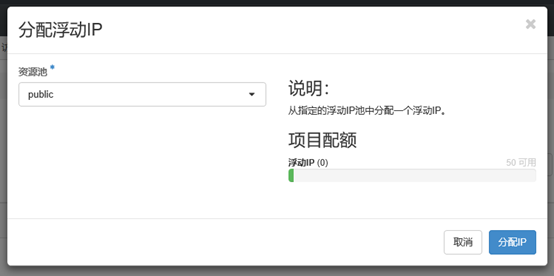 分配浮动IP
×
资源池 *
public
说明：
从指定的浮动IP池中分配一个浮动IP。
项目配额
浮动IP (0)
50 可用
取消
分配IP